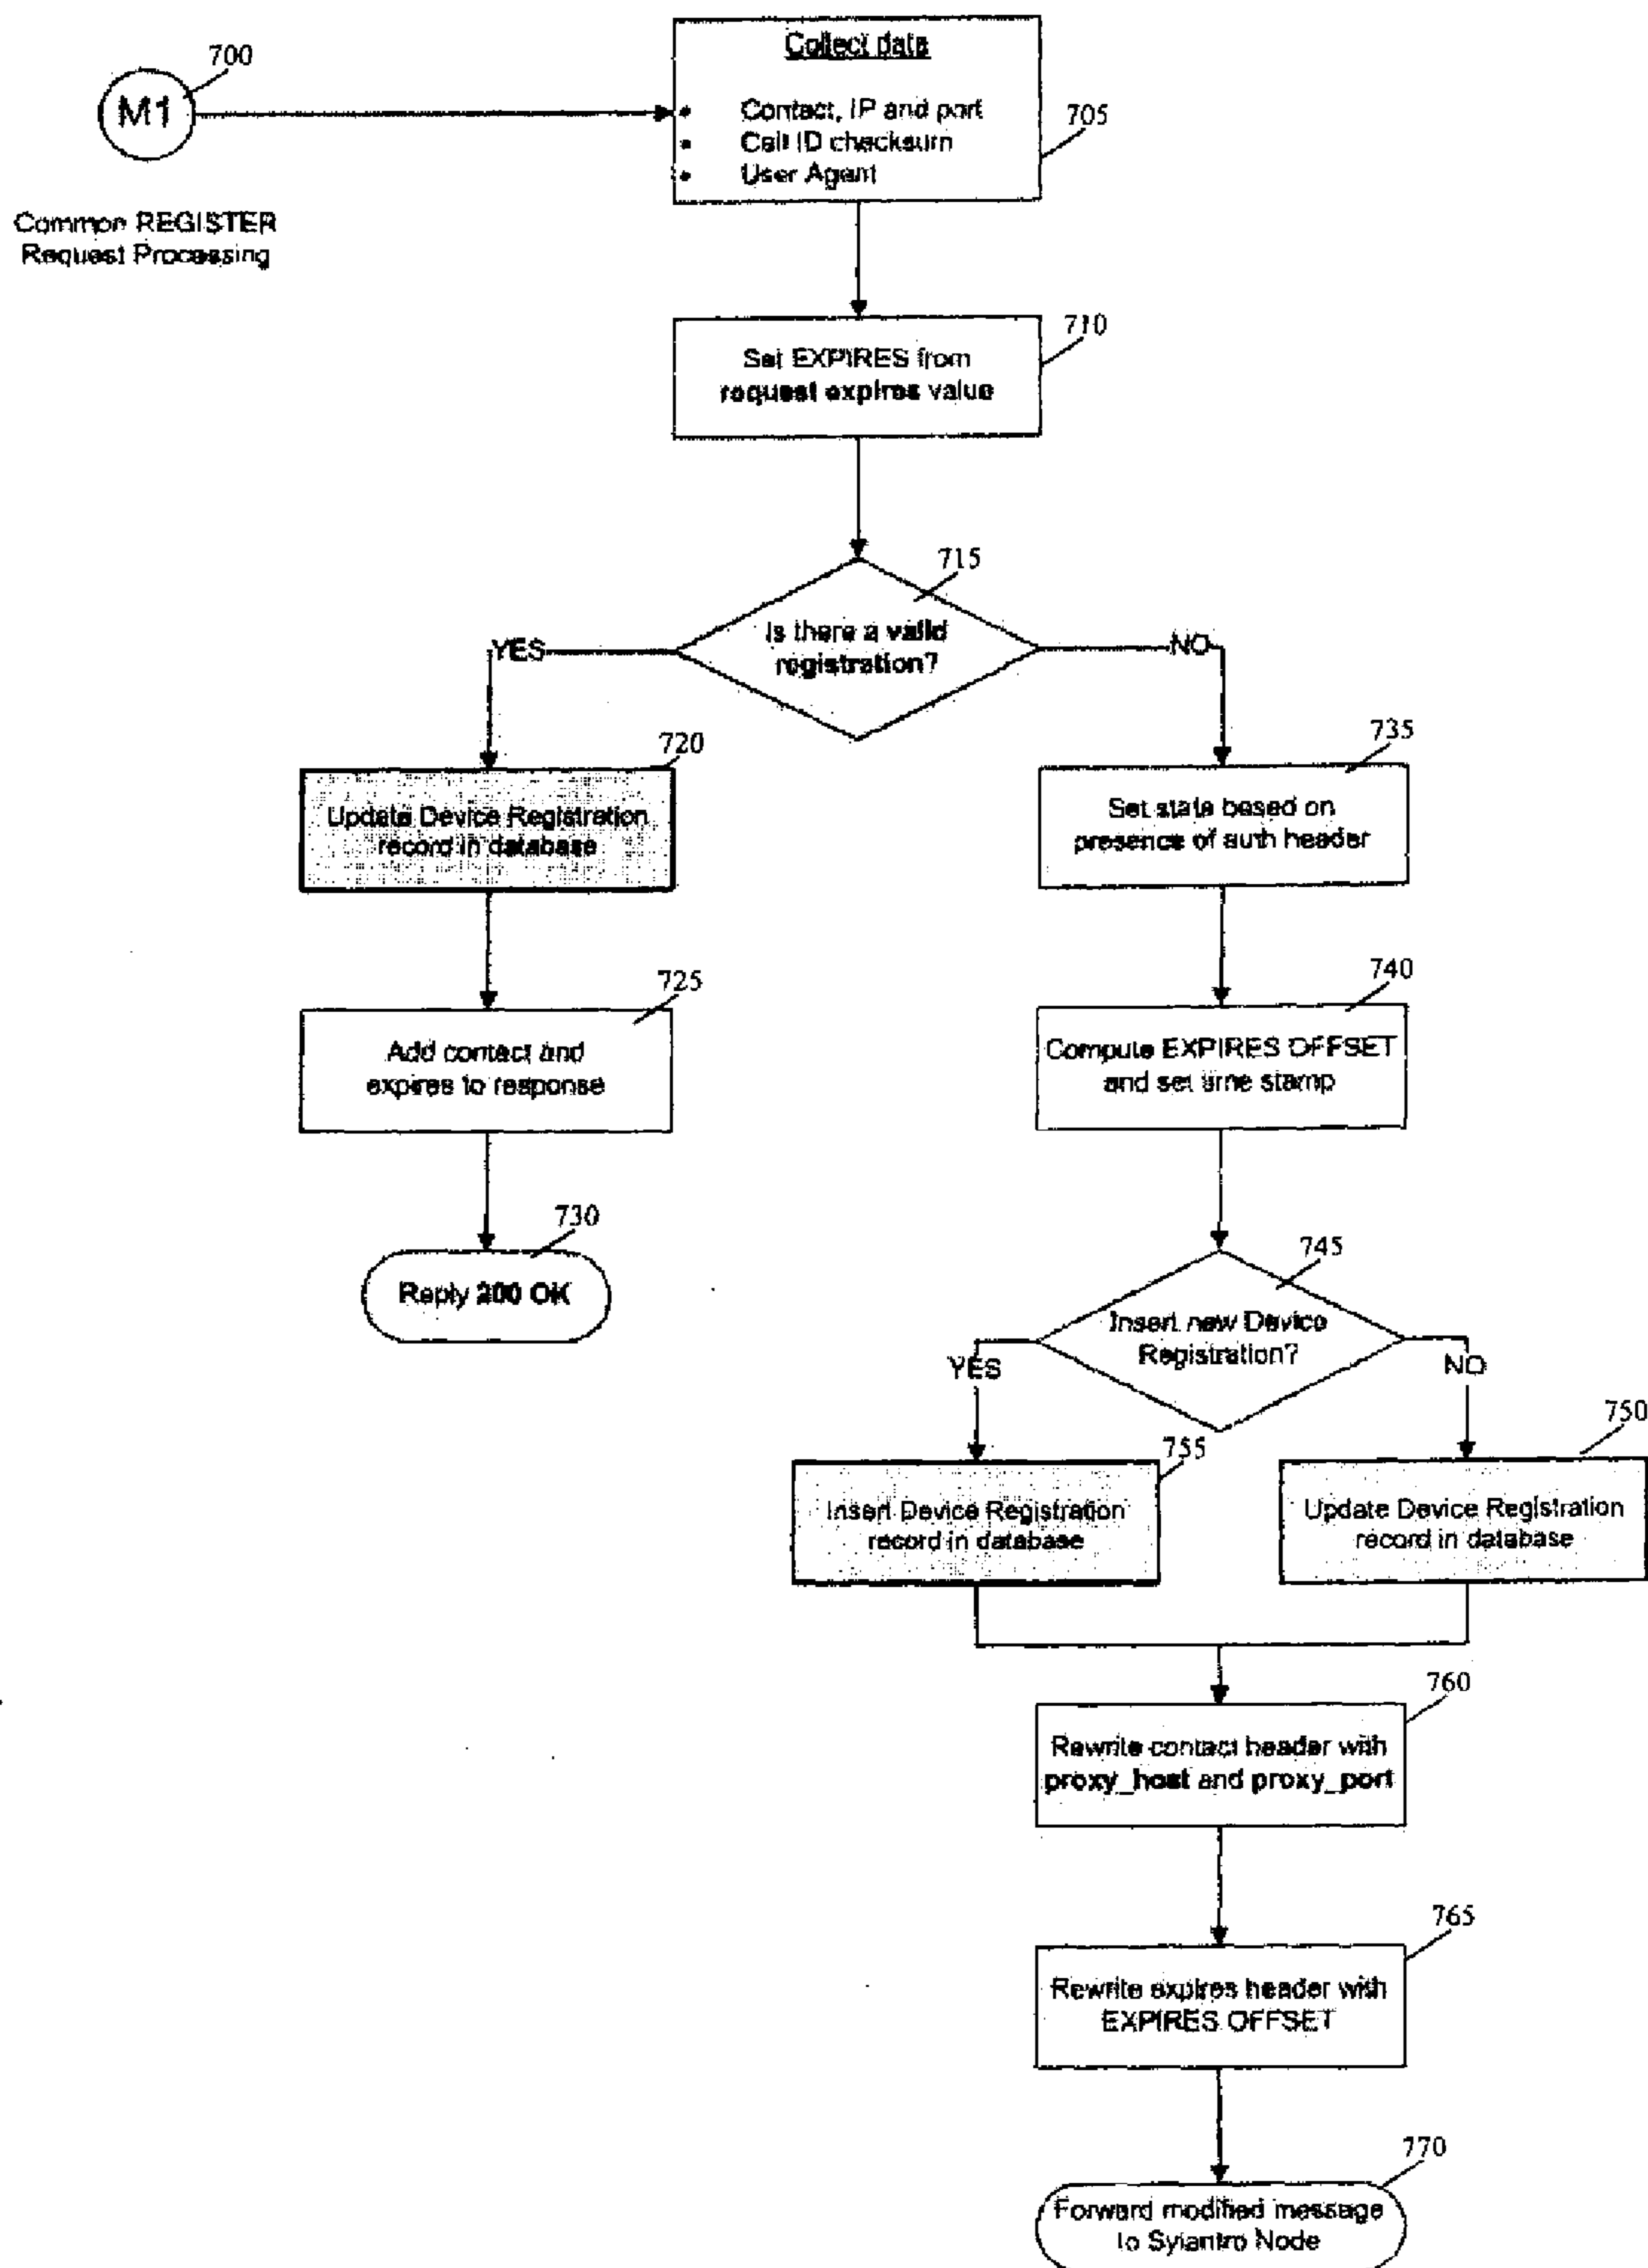 700
M1
Common REGISTER
Request Processing
Collect data
• Contact, IP and port
• Call ID checksum
• User Agent
705
710
Set EXPIRES from
request expires value
715
Is there a valid
registration?
YES
NO
720
Update Device Registration
record in database
735
Set state based on
presence of auth header
725
Add contact and
expires to response
740
Compute EXPIRES OFFSET
and set time stamp
730
Reply 200 OK
745
Insert new Device
Registration?
YES
NO
755
Insert Device Registration
record in database
750
Update Device Registration
record in database
760
Rewrite contact header with
proxy_host and proxy_port
765
Rewrite expires header with
EXPIRES OFFSET
770
Forward modified message
to Sylantro Node